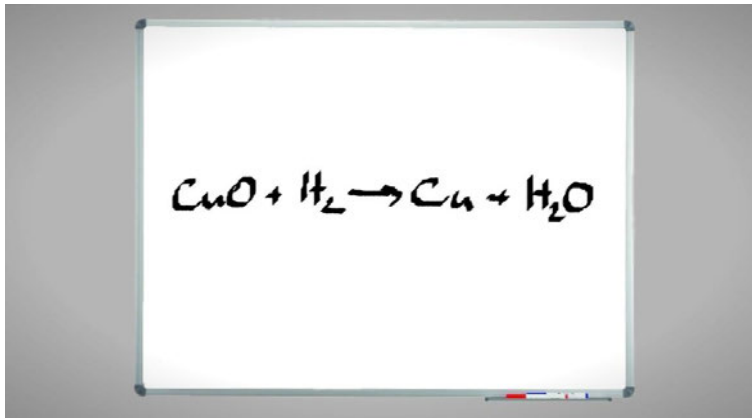 CuO + H₂ → Cu + H₂O